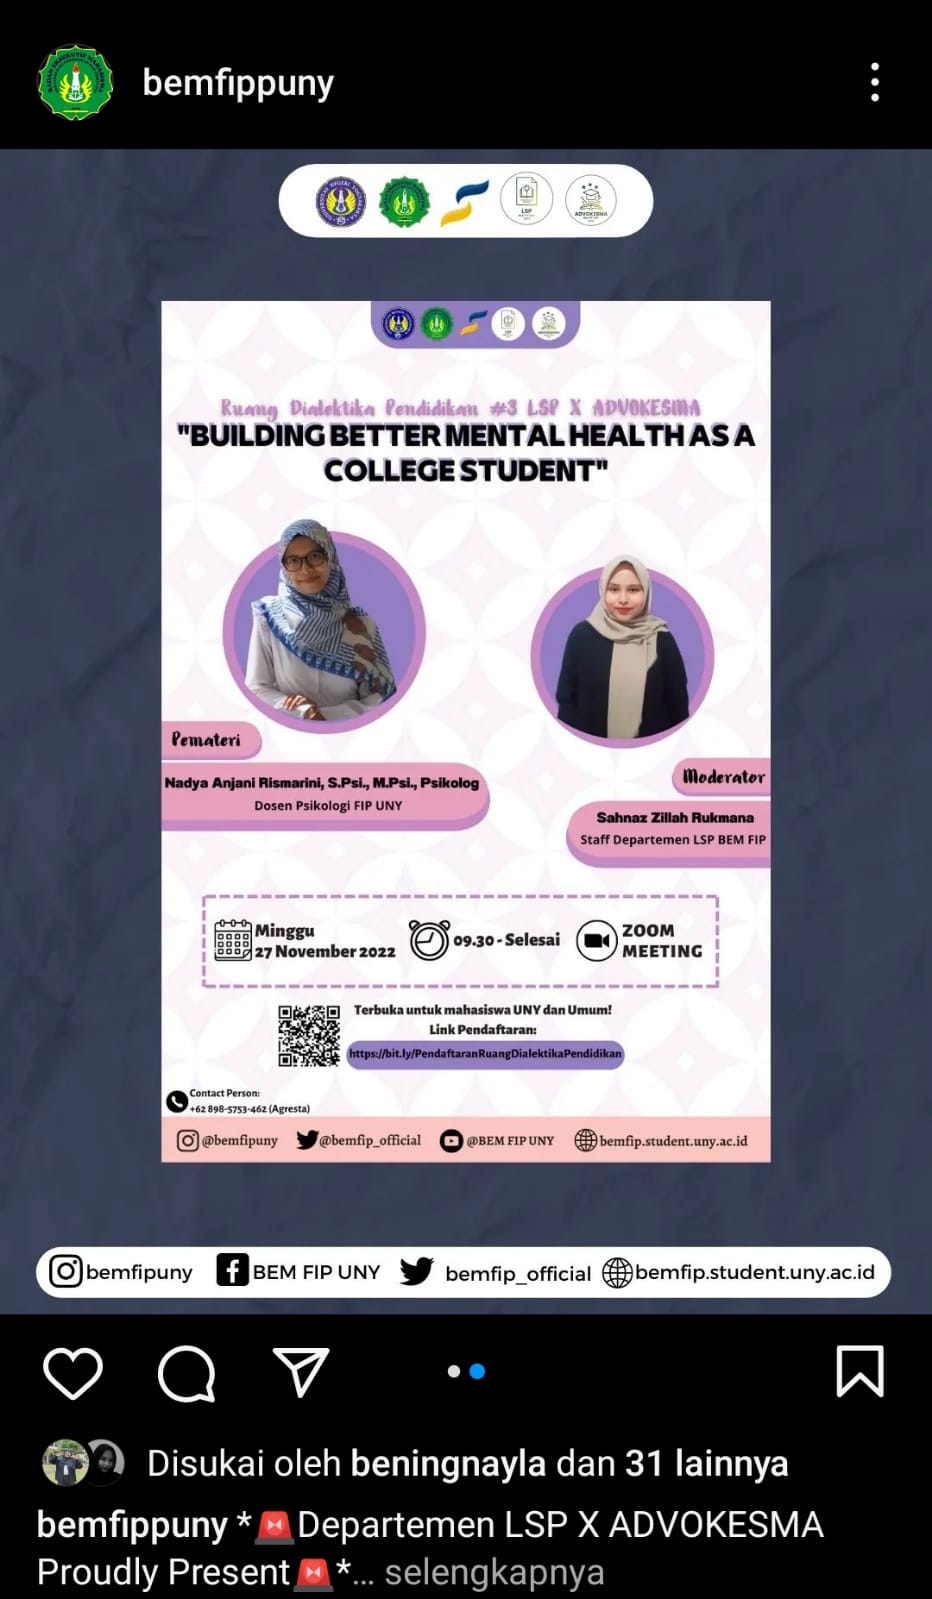 bemfippuny
Ruang Dialektika Pendidikan #3 LSP X ADVOKESMA
"BUILDING BETTER MENTAL HEALTH AS A
COLLEGE STUDENT"
Pemateri
Nadya Anjani Rismarini, S.Psi., M.Psi., Psikolog
Dosen Psikologi FIP UNY
Moderator
Sahnaz Zillah Rukmana
Staff Departemen LSP BEM FIP
Minggu
27 November 2022
09.30 - Selesai
ZOOM
MEETING
Terbuka untuk mahasiswa UNY dan Umum!
Link Pendaftaran:
https://bit.ly/PendaftaranRuangDialektikaPendidikan
Contact Person:
+62 898-5753-462 (Agresta)
@bemfipuny @bemfip_official @BEM FIP UNY bemfip.student.uny.ac.id
bemfipuny BEM FIP UNY bemfip_official bemfip.student.uny.ac.id
Disukai oleh beningnayla dan 31 lainnya
bemfippuny *🚨Departemen LSP X ADVOKESMA
Proudly Present🚨*... selengkapnya